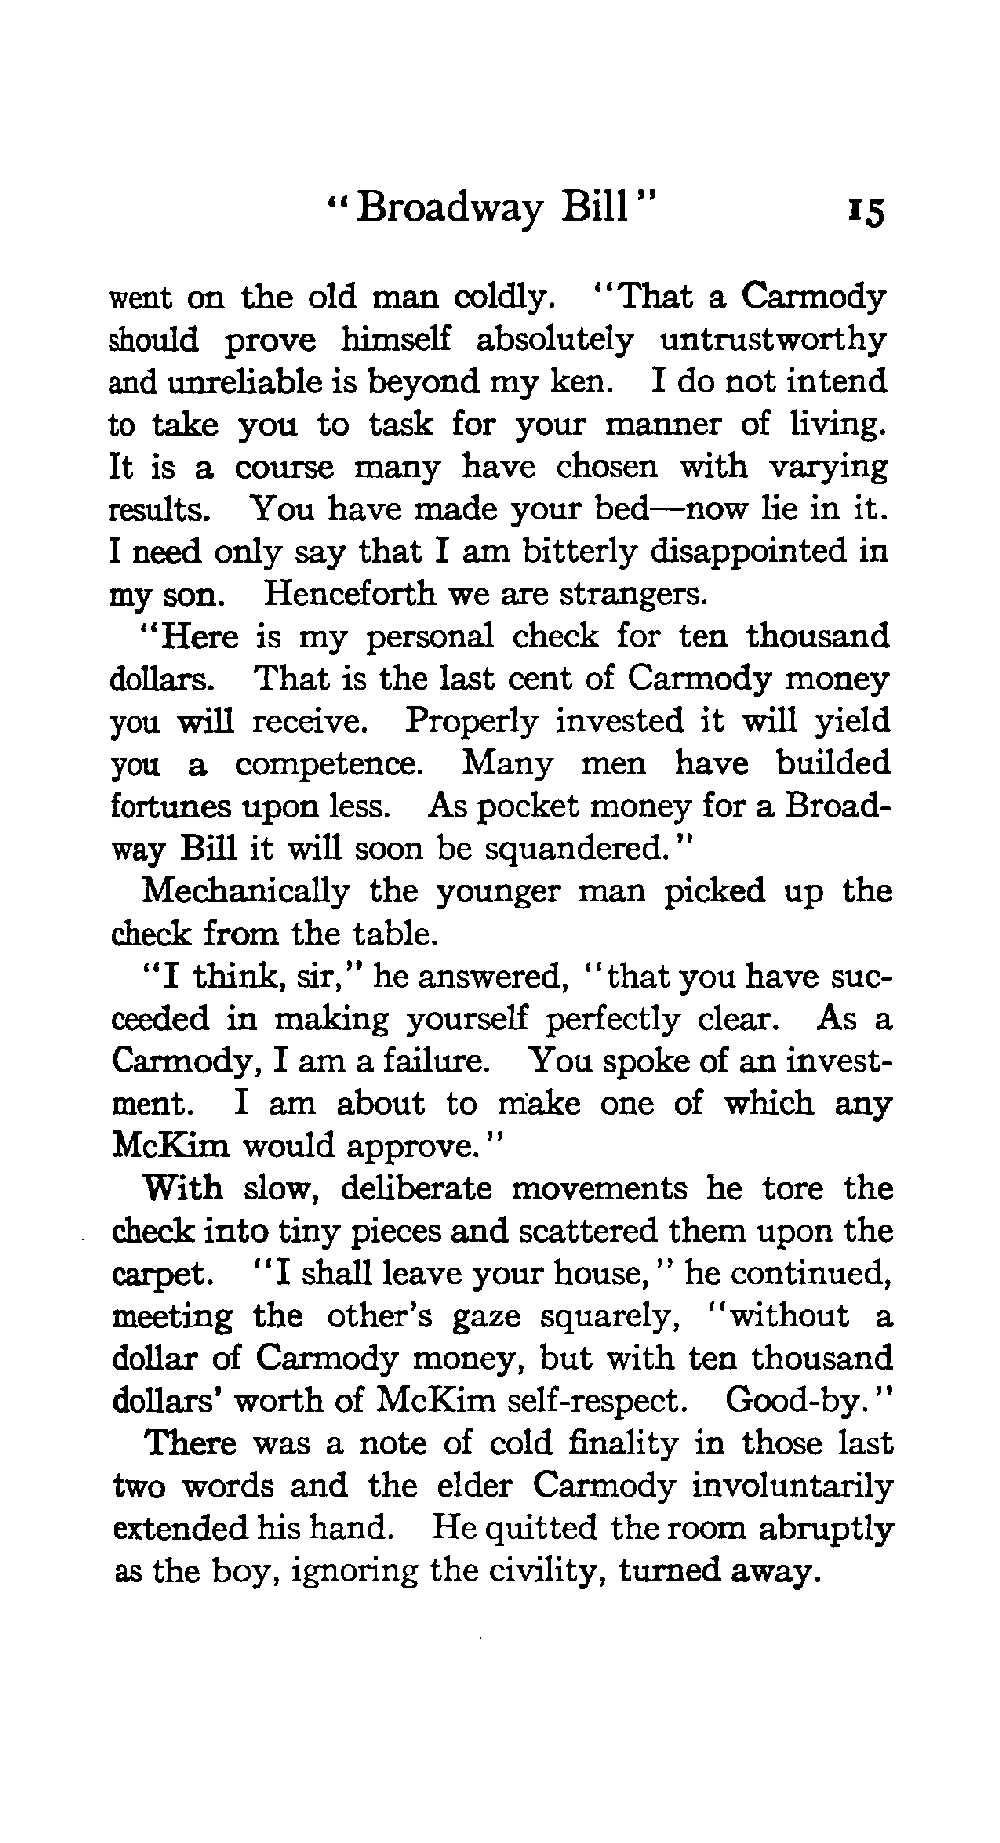 "Broadway Bill" 15
went on the old man coldly. "That a Carmody
should prove himself absolutely untrustworthy
and unreliable is beyond my ken. I do not intend
to take you to task for your manner of living.
It is a course many have chosen with varying
results. You have made your bed—now lie in it.
I need only say that I am bitterly disappointed in
my son. Henceforth we are strangers.
"Here is my personal check for ten thousand
dollars. That is the last cent of Carmody money
you will receive. Properly invested it will yield
you a competence. Many men have builded
fortunes upon less. As pocket money for a Broad-
way Bill it will soon be squandered."
Mechanically the younger man picked up the
check from the table.
"I think, sir," he answered, "that you have suc-
ceeded in making yourself perfectly clear. As a
Carmody, I am a failure. You spoke of an invest-
ment. I am about to make one of which any
McKim would approve."
With slow, deliberate movements he tore the
check into tiny pieces and scattered them upon the
carpet. "I shall leave your house," he continued,
meeting the other's gaze squarely, "without a
dollar of Carmody money, but with ten thousand
dollars' worth of McKim self-respect. Good-by."
There was a note of cold finality in those last
two words and the elder Carmody involuntarily
extended his hand. He quitted the room abruptly
as the boy, ignoring the civility, turned away.